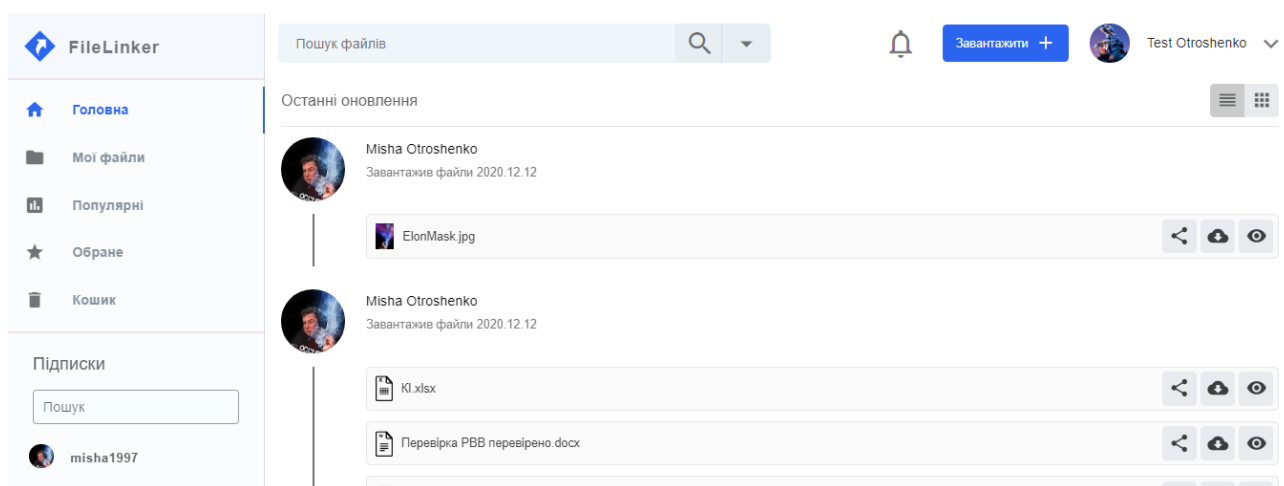 FileLinker
Пошук файлів
Завантажити
Test Otroshenko
Головна
Мої файли
Популярні
Обране
Кошик
Підписки
Пошук
misha1997
Останні оновлення
Misha Otroshenko
Завантажив файли 2020.12.12
ElonMask.jpg
Misha Otroshenko
Завантажив файли 2020.12.12
КІ.xlsx
Перевірка РВВ перевірено.docx